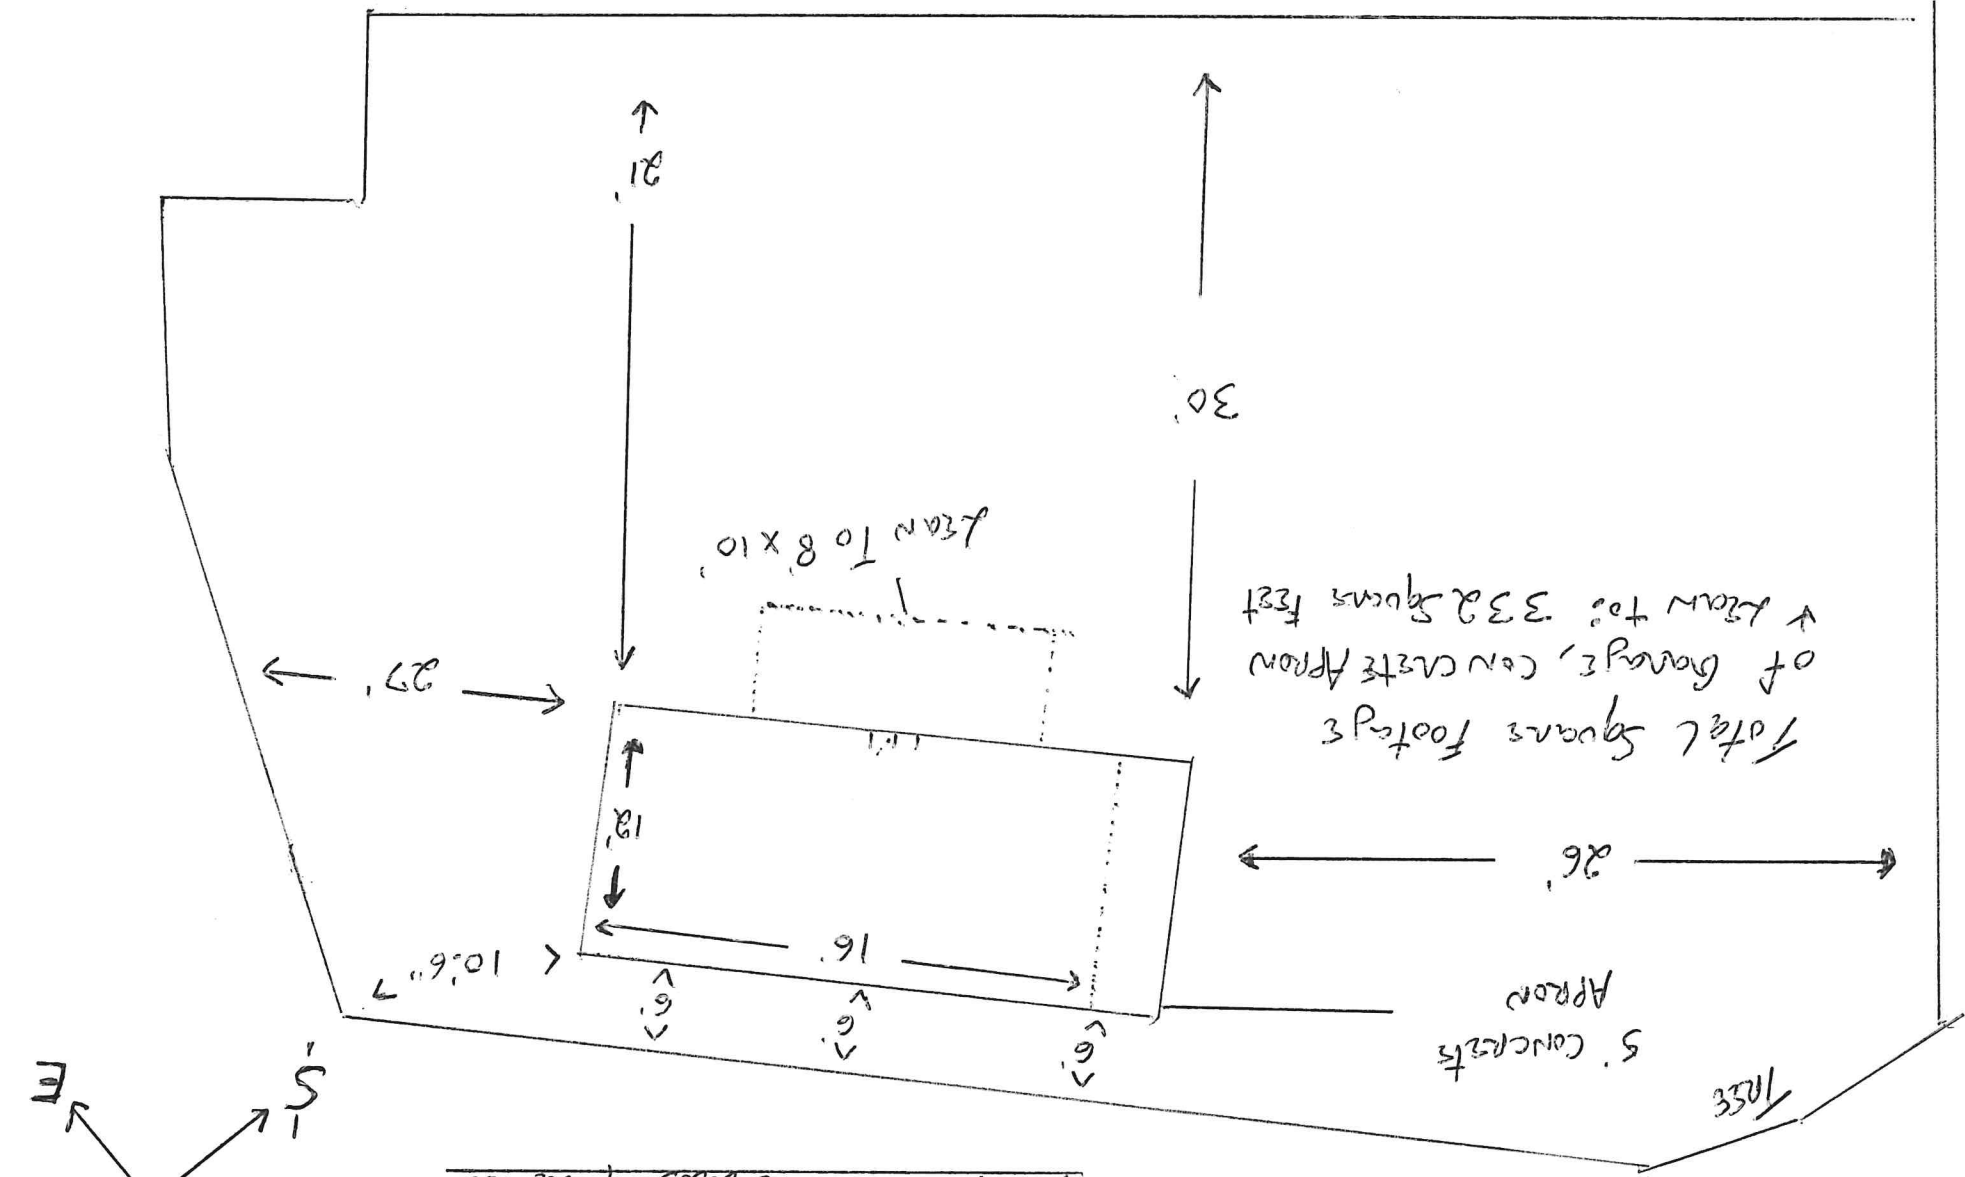 S
E
TREE
5' CONCRETE
APRON
6'
6'
6'
10'6"
16'
12'
26'
Total Square Footage
of Garage, CONCRETE APRON
+ LEAN To: 332 Square FEET
27'
LEAN To 8' x 10'
30'
21'